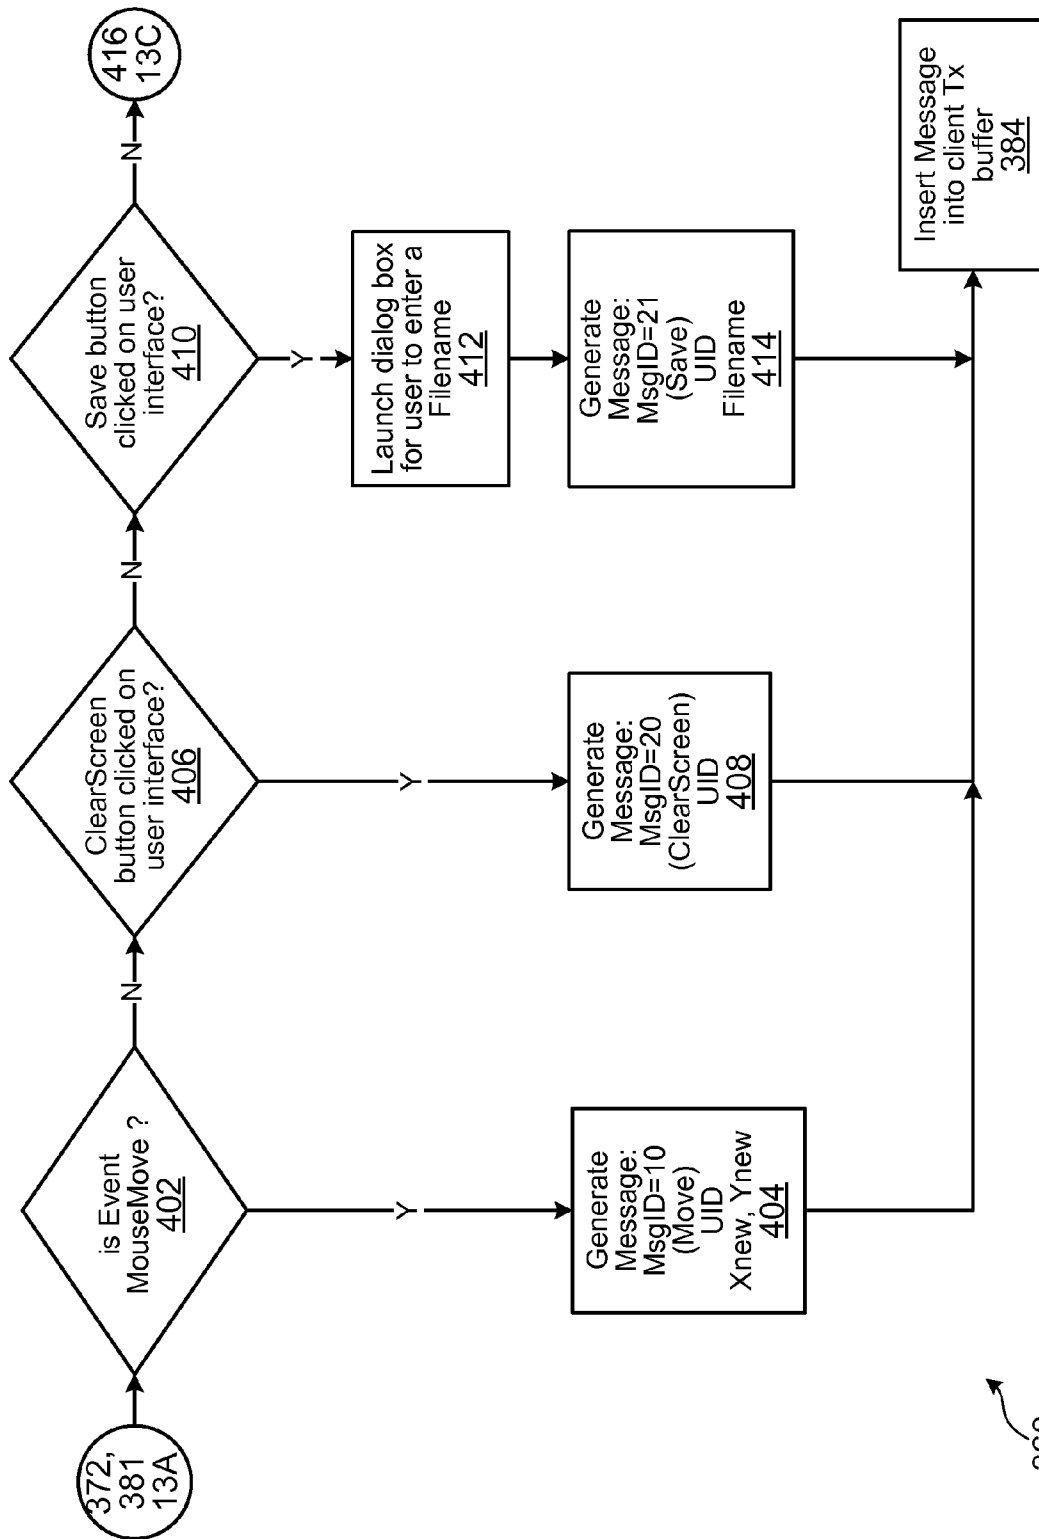 372,
381
13A
is Event
MouseMove ?
402
N
Y
Generate
Message:
MsgID=10
(Move)
UID
Xnew, Ynew
404
ClearScreen
button clicked on
user interface?
406
N
Y
Generate
Message:
MsgID=20
(ClearScreen)
UID
408
Save button
clicked on user
interface?
410
N
416
13C
Y
Launch dialog box
for user to enter a
Filename
412
Generate
Message:
MsgID=21
(Save)
UID
Filename
414
Insert Message
into client Tx
buffer
384